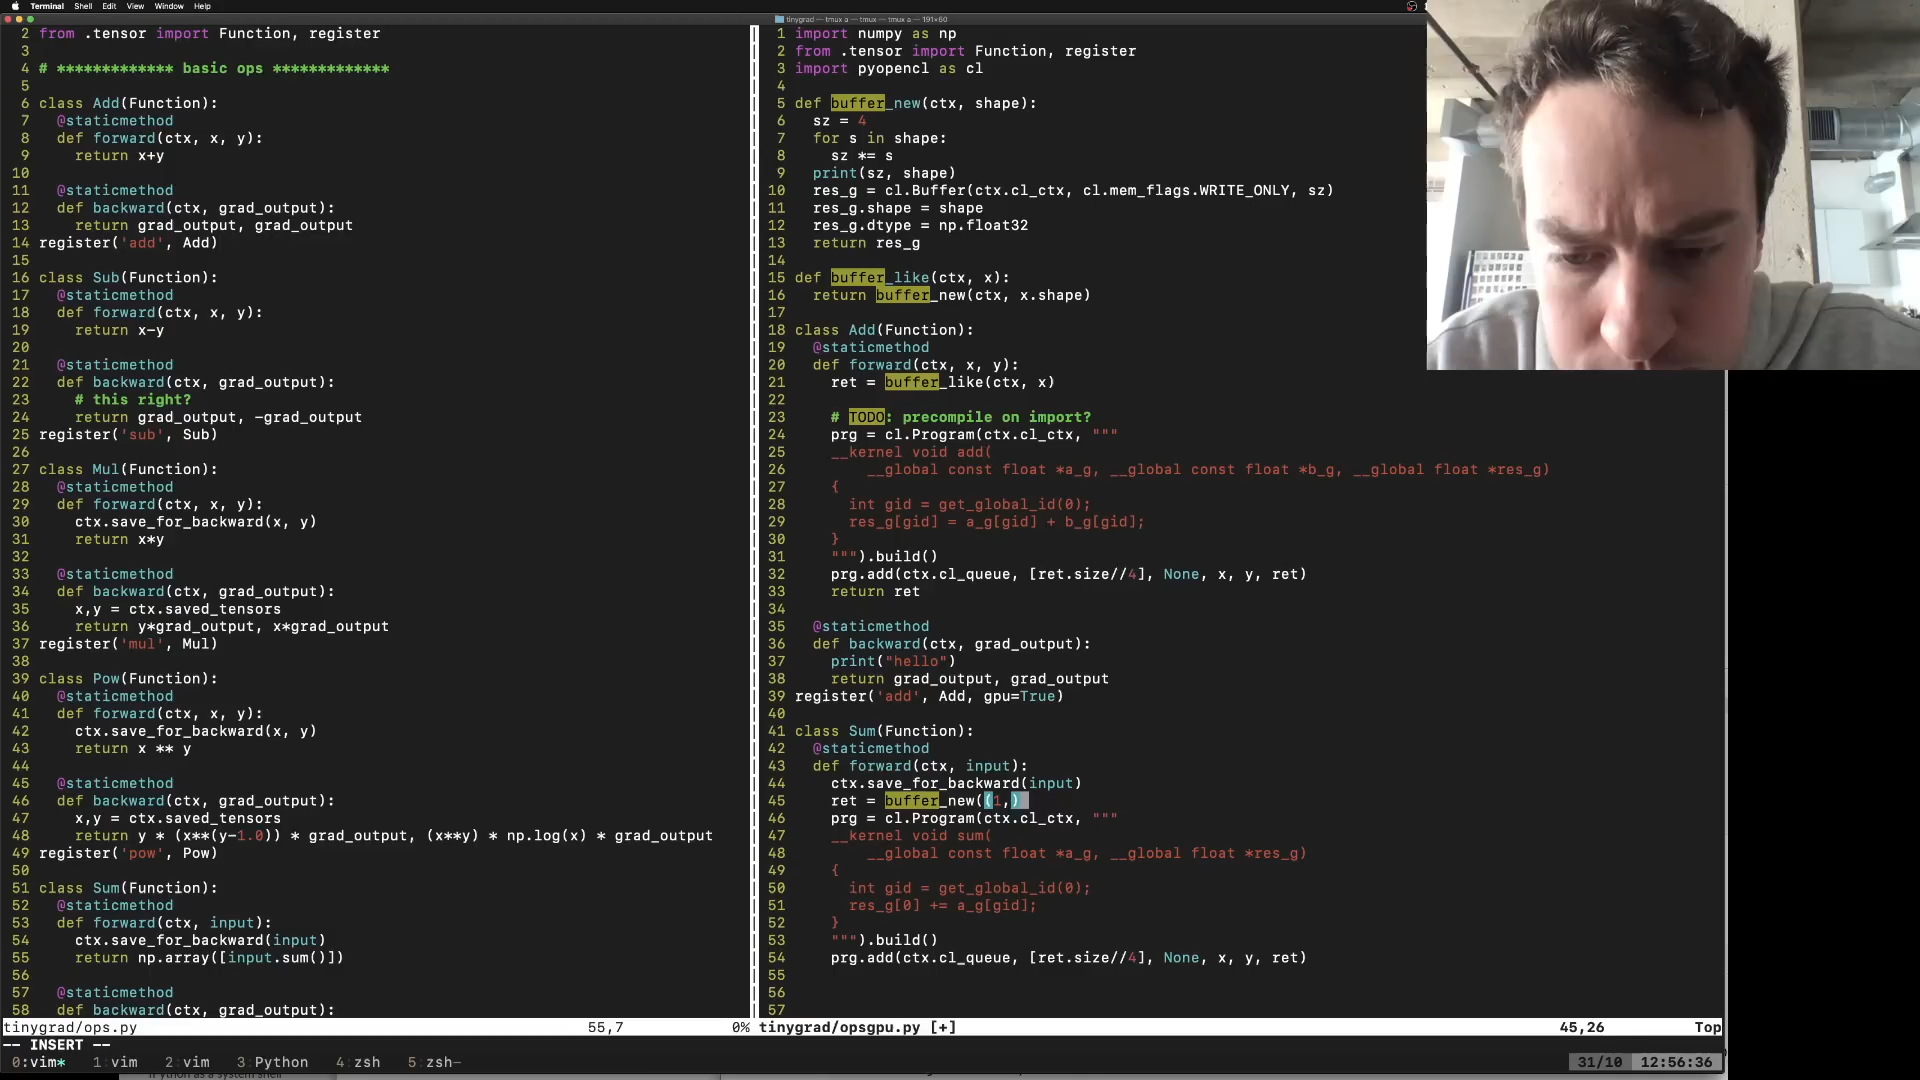 Terminal Shell Edit View Window Help
tinygrad — tmux a — tmux — tmux a — 191×60
2 from .tensor import Function, register
3
4 # ************* basic ops *************
5
6 class Add(Function):
7   @staticmethod
8   def forward(ctx, x, y):
9     return x+y
10
11   @staticmethod
12   def backward(ctx, grad_output):
13     return grad_output, grad_output
14 register('add', Add)
15
16 class Sub(Function):
17   @staticmethod
18   def forward(ctx, x, y):
19     return x-y
20
21   @staticmethod
22   def backward(ctx, grad_output):
23     # this right?
24     return grad_output, -grad_output
25 register('sub', Sub)
26
27 class Mul(Function):
28   @staticmethod
29   def forward(ctx, x, y):
30     ctx.save_for_backward(x, y)
31     return x*y
32
33   @staticmethod
34   def backward(ctx, grad_output):
35     x,y = ctx.saved_tensors
36     return y*grad_output, x*grad_output
37 register('mul', Mul)
38
39 class Pow(Function):
40   @staticmethod
41   def forward(ctx, x, y):
42     ctx.save_for_backward(x, y)
43     return x ** y
44
45   @staticmethod
46   def backward(ctx, grad_output):
47     x,y = ctx.saved_tensors
48     return y * (x**(y-1.0)) * grad_output, (x**y) * np.log(x) * grad_output
49 register('pow', Pow)
50
51 class Sum(Function):
52   @staticmethod
53   def forward(ctx, input):
54     ctx.save_for_backward(input)
55     return np.array([input.sum()])
56
57   @staticmethod
58   def backward(ctx, grad_output):
tinygrad/ops.py 55,7 0%
1 import numpy as np
2 from .tensor import Function, register
3 import pyopencl as cl
4
5 def buffer_new(ctx, shape):
6   sz = 4
7   for s in shape:
8     sz *= s
9   print(sz, shape)
10   res_g = cl.Buffer(ctx.cl_ctx, cl.mem_flags.WRITE_ONLY, sz)
11   res_g.shape = shape
12   res_g.dtype = np.float32
13   return res_g
14
15 def buffer_like(ctx, x):
16   return buffer_new(ctx, x.shape)
17
18 class Add(Function):
19   @staticmethod
20   def forward(ctx, x, y):
21     ret = buffer_like(ctx, x)
22
23     # TODO: precompile on import?
24     prg = cl.Program(ctx.cl_ctx, """
25     __kernel void add(
26         __global const float *a_g, __global const float *b_g, __global float *res_g)
27     {
28       int gid = get_global_id(0);
29       res_g[gid] = a_g[gid] + b_g[gid];
30     }
31     """).build()
32     prg.add(ctx.cl_queue, [ret.size//4], None, x, y, ret)
33     return ret
34
35   @staticmethod
36   def backward(ctx, grad_output):
37     print("hello")
38     return grad_output, grad_output
39 register('add', Add, gpu=True)
40
41 class Sum(Function):
42   @staticmethod
43   def forward(ctx, input):
44     ctx.save_for_backward(input)
45     ret = buffer_new((1,)
46     prg = cl.Program(ctx.cl_ctx, """
47     __kernel void sum(
48         __global const float *a_g, __global float *res_g)
49     {
50       int gid = get_global_id(0);
51       res_g[0] += a_g[gid];
52     }
53     """).build()
54     prg.add(ctx.cl_queue, [ret.size//4], None, x, y, ret)
55
56
57
tinygrad/opsgpu.py [+] 45,26 Top
-- INSERT --
0:vim* 1:vim 2:vim 3:Python 4:zsh 5:zsh- 31/10 12:56:36